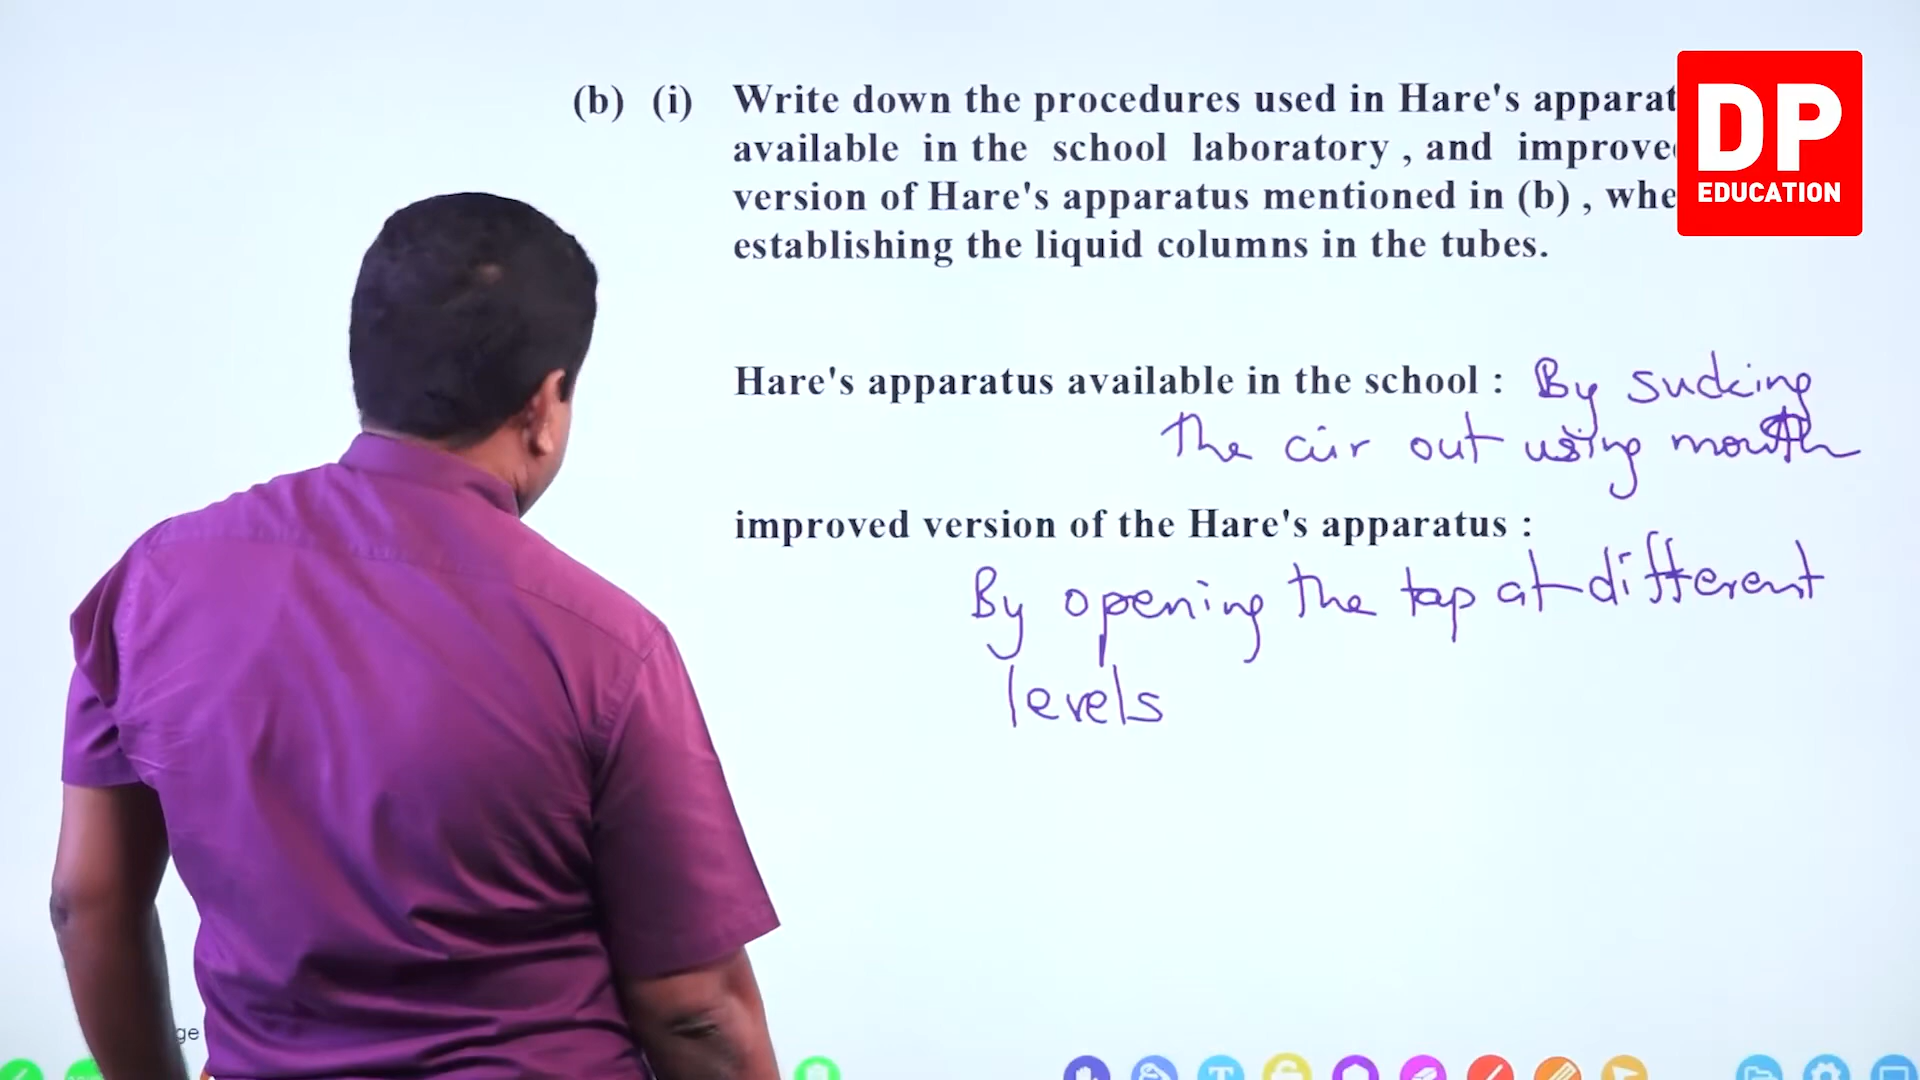 (b) (i) Write down the procedures used in Hare's apparat
available in the school laboratory , and improve
version of Hare's apparatus mentioned in (b) , whe
establishing the liquid columns in the tubes.
DP
EDUCATION
Hare's apparatus available in the school : By sucking
the air out using mouth
improved version of the Hare's apparatus :
By opening the tap at different
levels
ge